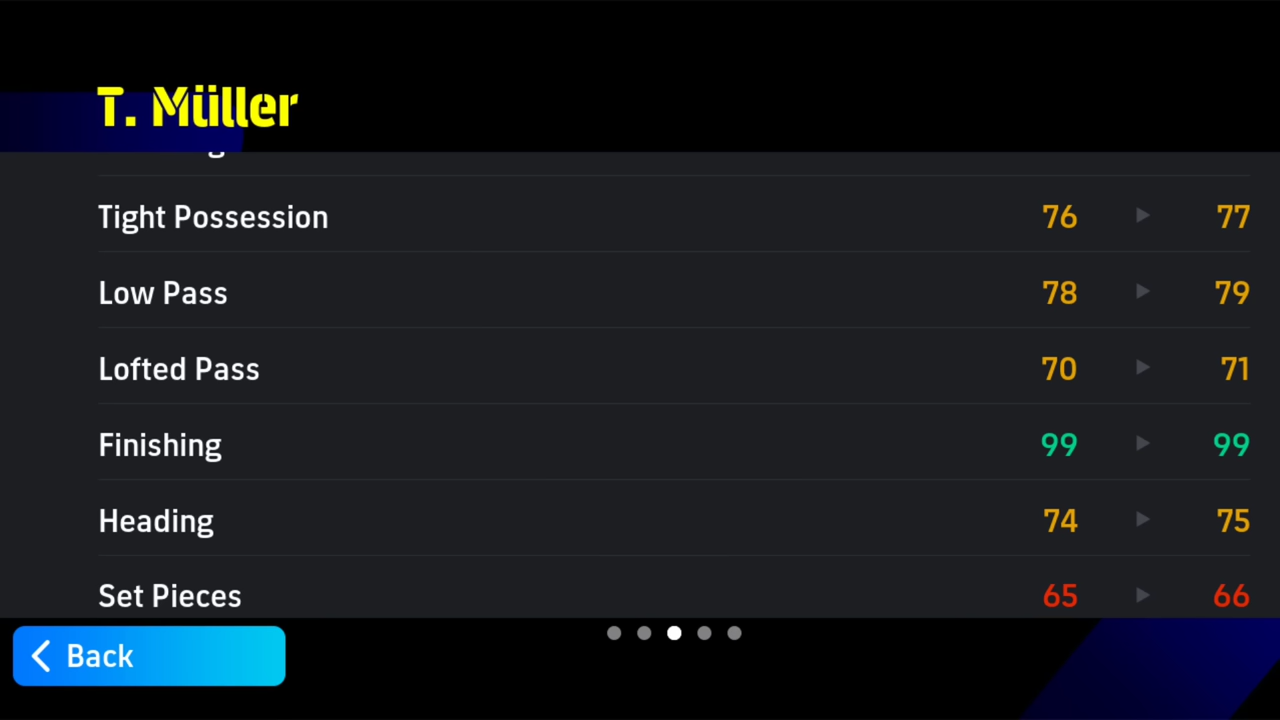 T. Müller
Tight Possession 76 ▶ 77
Low Pass 78 ▶ 79
Lofted Pass 70 ▶ 71
Finishing 99 ▶ 99
Heading 74 ▶ 75
Set Pieces 65 ▶ 66
Back